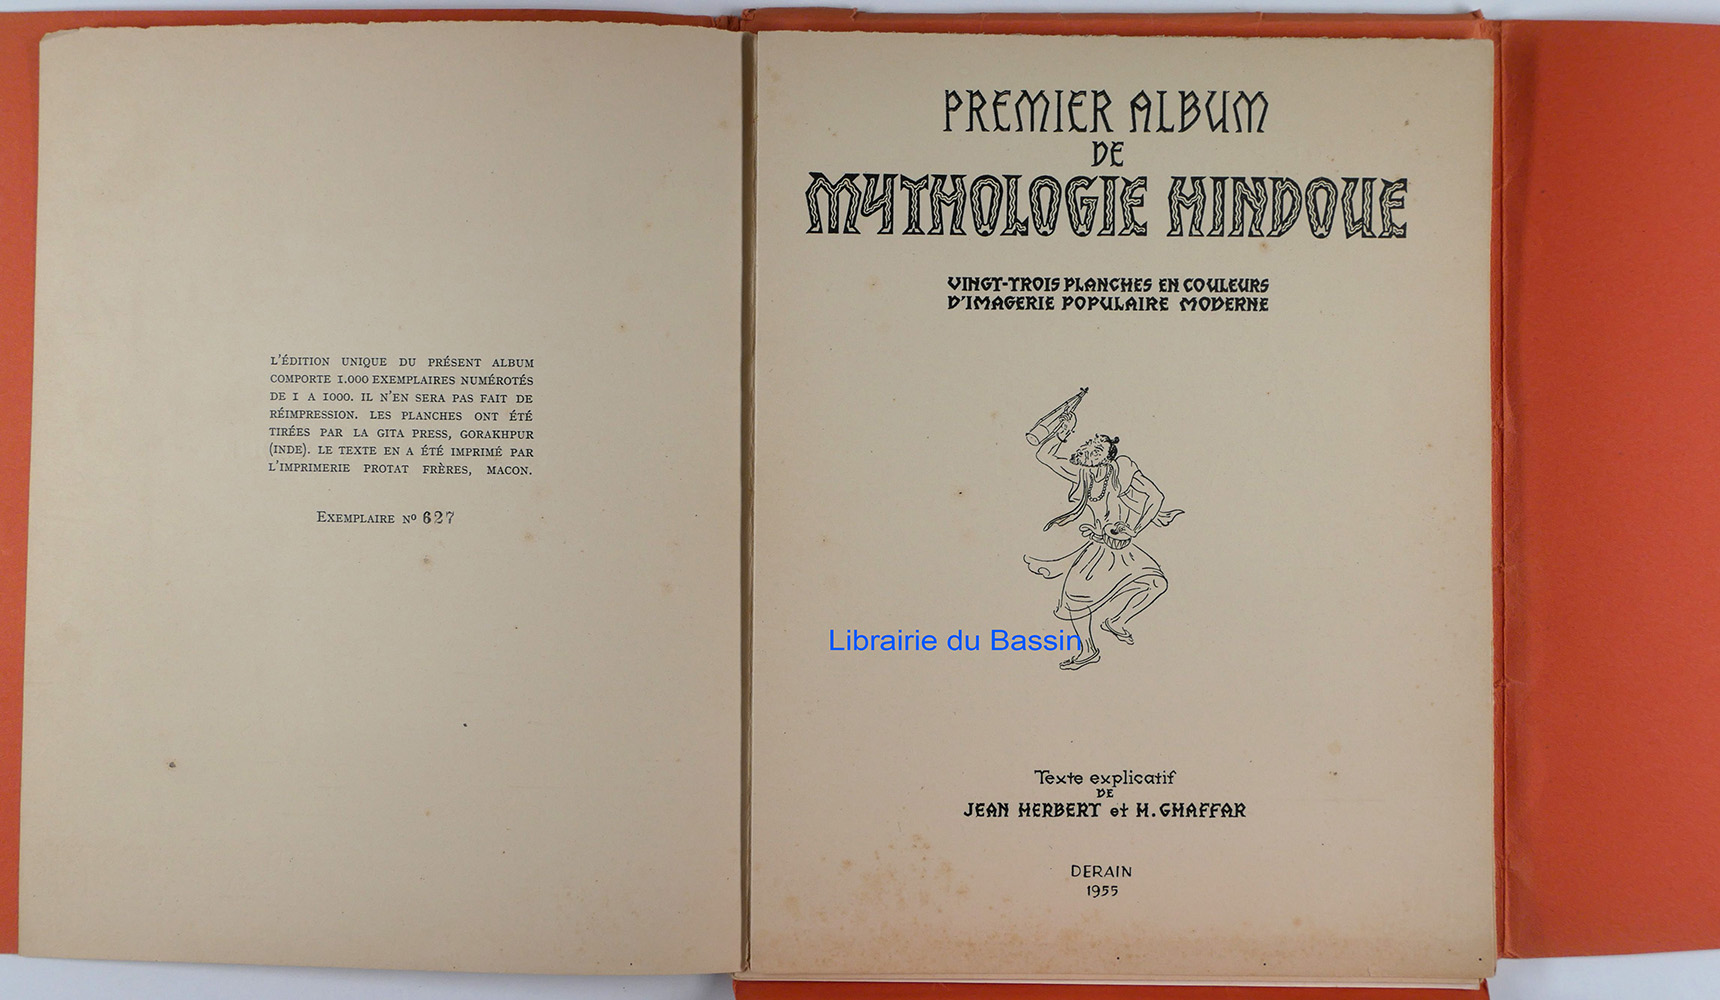 L'ÉDITION UNIQUE DU PRÉSENT ALBUM
COMPORTE 1.000 EXEMPLAIRES NUMÉROTÉS
DE 1 A 1000. IL N'EN SERA PAS FAIT DE
RÉIMPRESSION. LES PLANCHES ONT ÉTÉ
TIRÉES PAR LA GITA PRESS, GORAKHPUR
(INDE). LE TEXTE EN A ÉTÉ IMPRIMÉ PAR
L'IMPRIMERIE PROTAT FRÈRES, MACON.
EXEMPLAIRE Nº 627
PREMIER ALBUM
DE
MYTHOLOGIE HINDOUE
VINGT-TROIS PLANCHES EN COULEURS
D'IMAGERIE POPULAIRE MODERNE
Librairie du Bassin
Texte explicatif
DE
JEAN HERBERT et H. GHAFFAR
DERAIN
1955